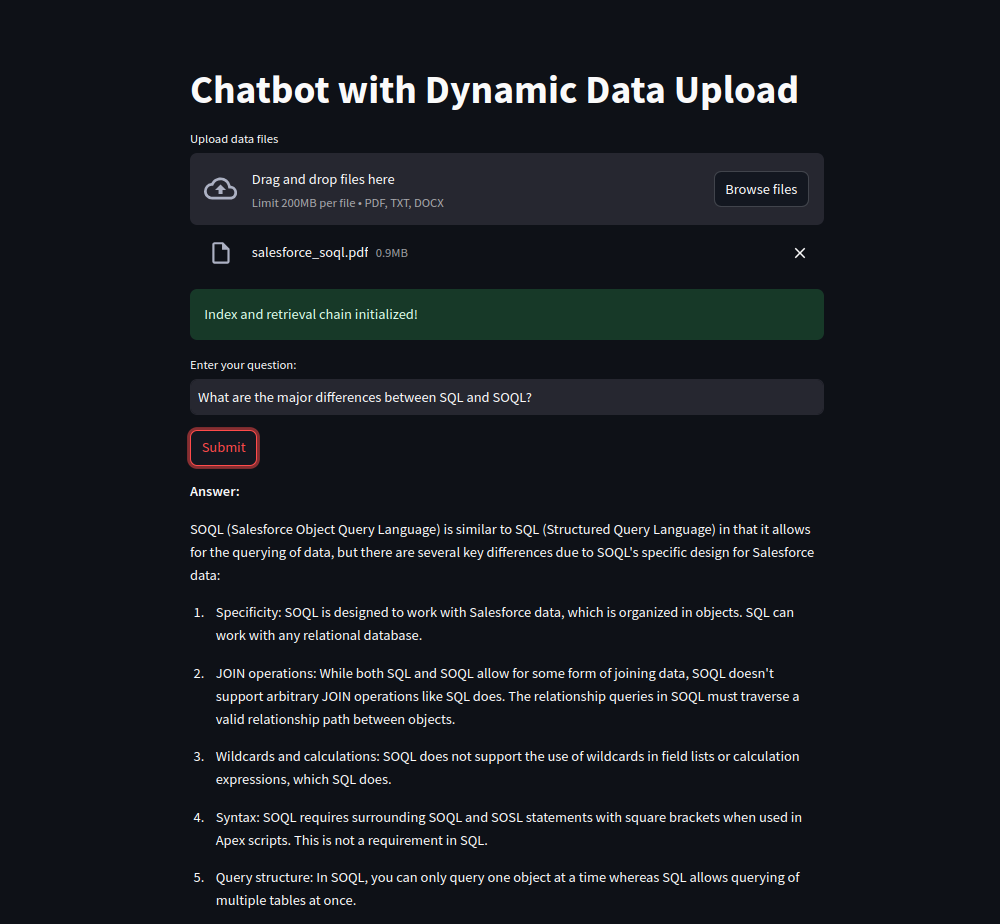 Chatbot with Dynamic Data Upload
Upload data files
Drag and drop files here
Limit 200MB per file • PDF, TXT, DOCX
Browse files
salesforce_soql.pdf 0.9MB
Index and retrieval chain initialized!
Enter your question:
What are the major differences between SQL and SOQL?
Submit
Answer:
SOQL (Salesforce Object Query Language) is similar to SQL (Structured Query Language) in that it allows
for the querying of data, but there are several key differences due to SOQL's specific design for Salesforce
data:
1. Specificity: SOQL is designed to work with Salesforce data, which is organized in objects. SQL can
work with any relational database.
2. JOIN operations: While both SQL and SOQL allow for some form of joining data, SOQL doesn't
support arbitrary JOIN operations like SQL does. The relationship queries in SOQL must traverse a
valid relationship path between objects.
3. Wildcards and calculations: SOQL does not support the use of wildcards in field lists or calculation
expressions, which SQL does.
4. Syntax: SOQL requires surrounding SOQL and SOSL statements with square brackets when used in
Apex scripts. This is not a requirement in SQL.
5. Query structure: In SOQL, you can only query one object at a time whereas SQL allows querying of
multiple tables at once.